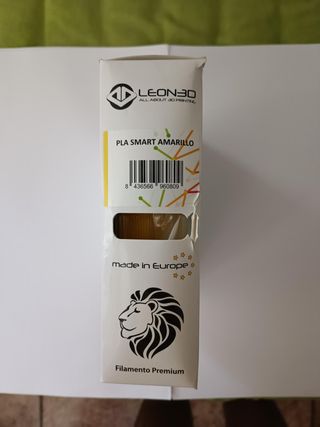 LEON3D
ALL ABOUT 3D PRINTING
PLA SMART AMARILLO
8 436566 960809
made in Europe
Filamento Premium